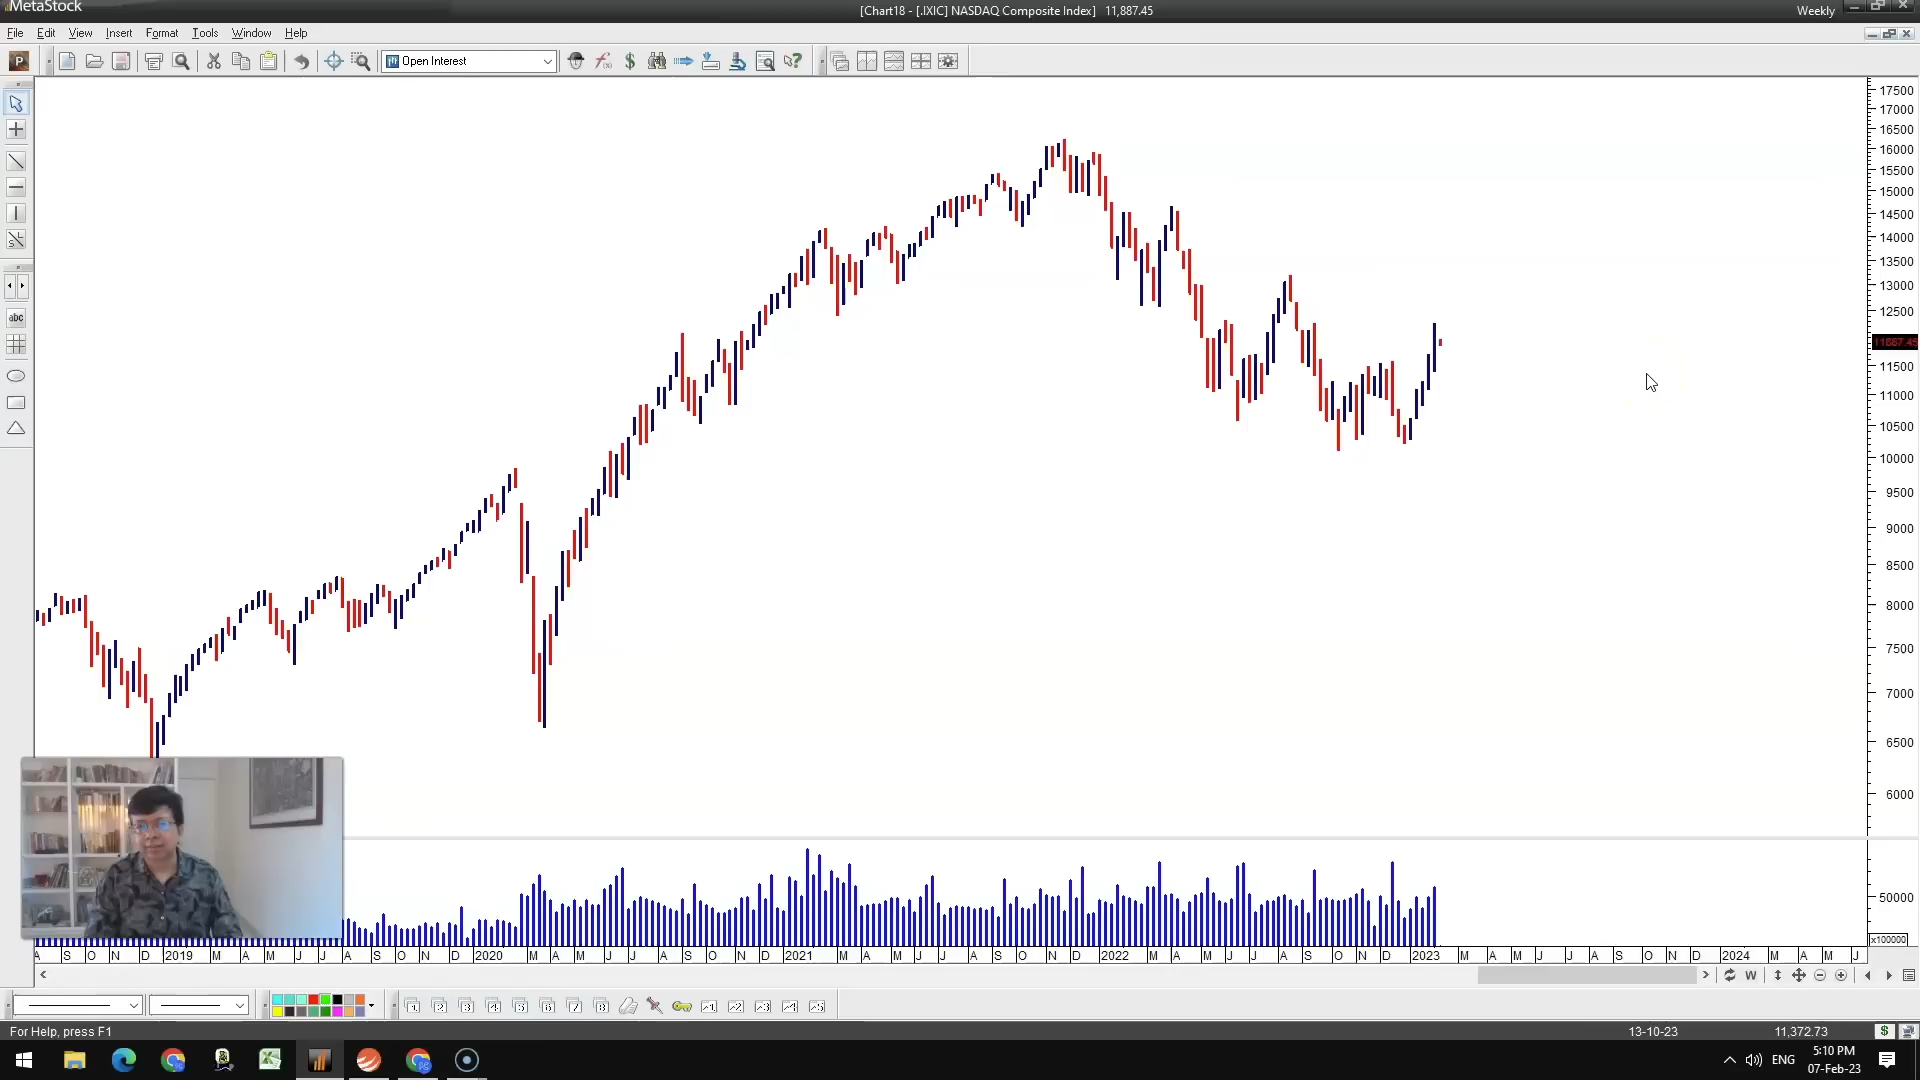 MetaStock
[Chart18 - [.IXIC] NASDAQ Composite Index] 11,887.45
Weekly
File Edit View Insert Format Tools Window Help
Open Interest
17500
17000
16500
16000
15500
15000
14500
14000
13500
13000
12500
11887.45
11500
11000
10500
10000
9500
9000
8500
8000
7500
7000
6500
6000
50000
x100000
A S O N D 2019 M A M J J A S O N D 2020 M A M J J A S O N D 2021 M A M J J A S O N D 2022 M A M J J A S O N D 2023 M A M J J A S O N D 2024 M A M J
W
abc
For Help, press F1
13-10-23
11,372.73
ENG
5:10 PM
07-Feb-23